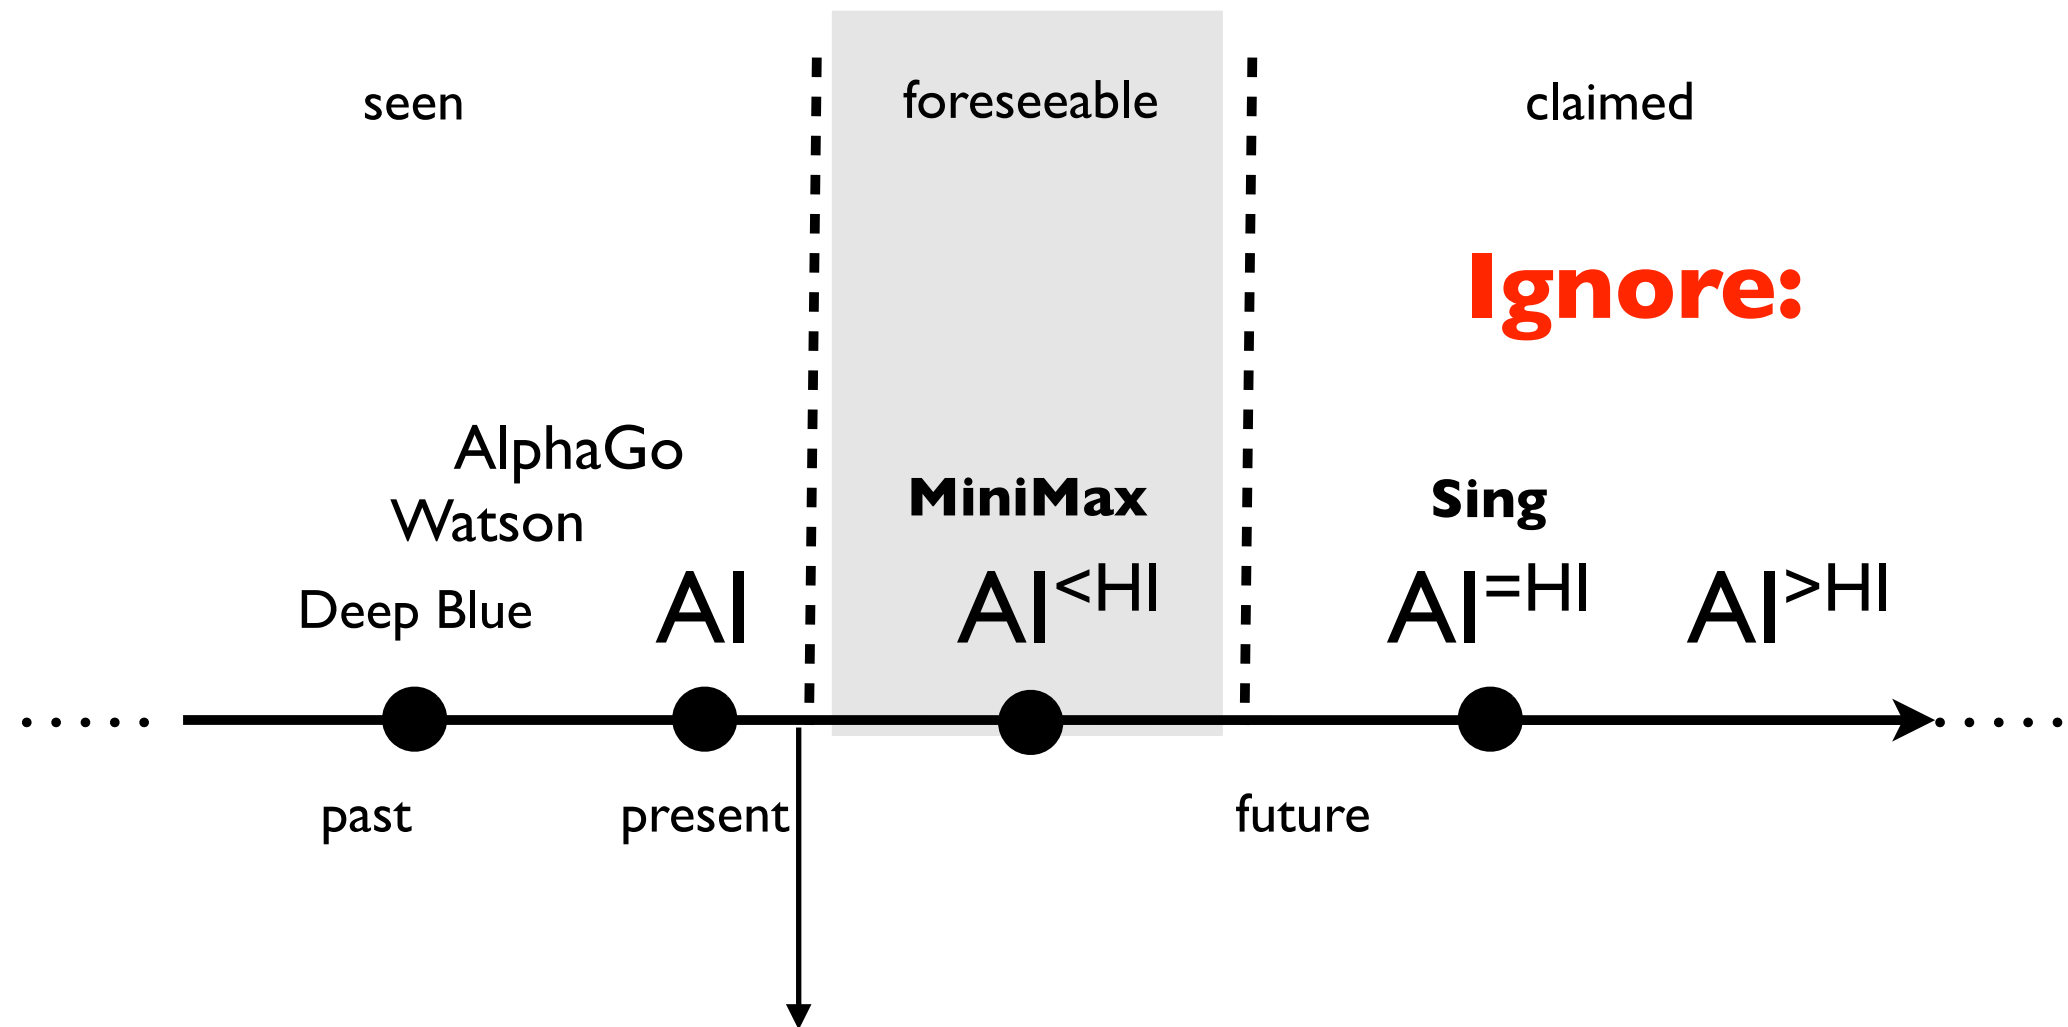 seen foreseeable claimed
Ignore:
AlphaGo
Watson MiniMax Sing
Deep Blue AI AI<HI AI=HI AI>HI
past present future